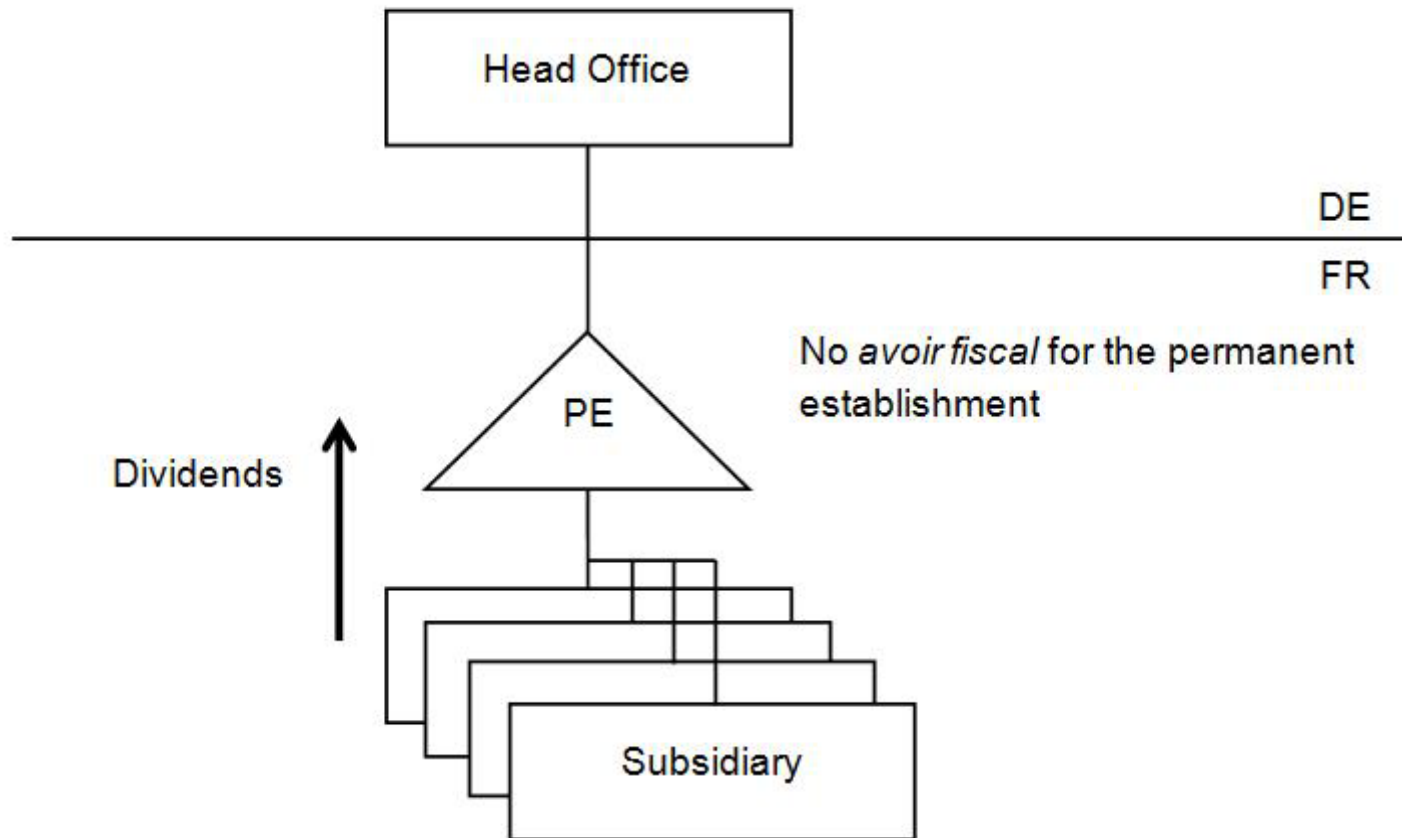 Head Office
DE
FR
No avoir fiscal for the permanent
establishment
PE
Dividends
Subsidiary